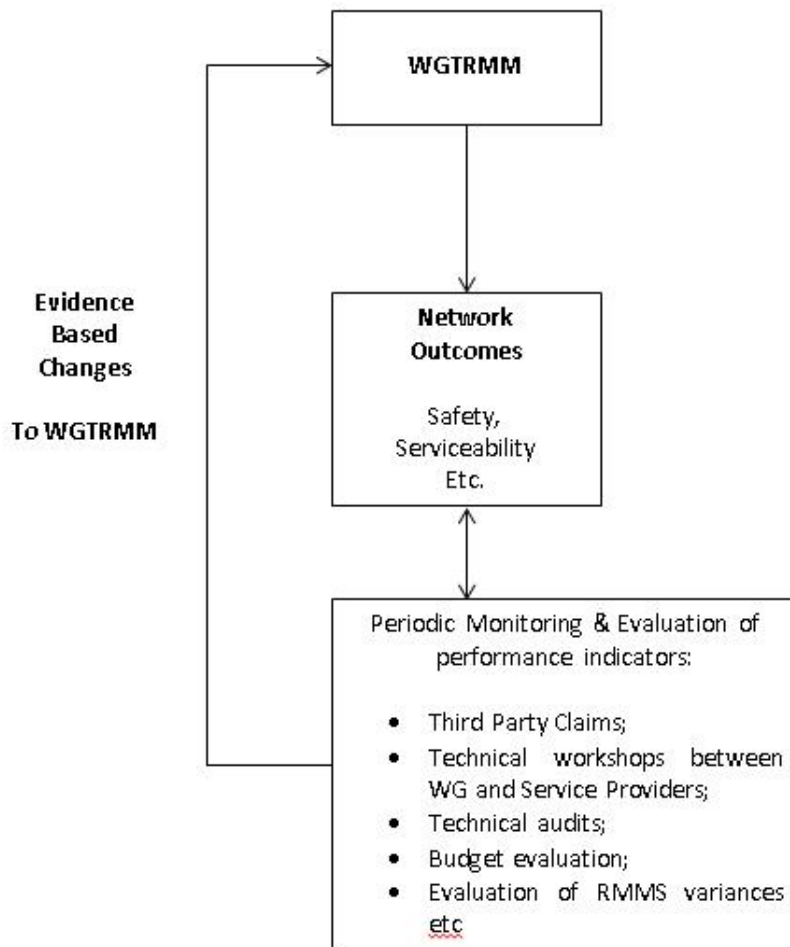 WGTRMM
Evidence
Based
Changes
To WGTRMM
Network
Outcomes
Safety,
Serviceability
Etc.
Periodic Monitoring & Evaluation of
performance indicators:
• Third Party Claims;
• Technical workshops between
WG and Service Providers;
• Technical audits;
• Budget evaluation;
• Evaluation of RMMS variances
etc